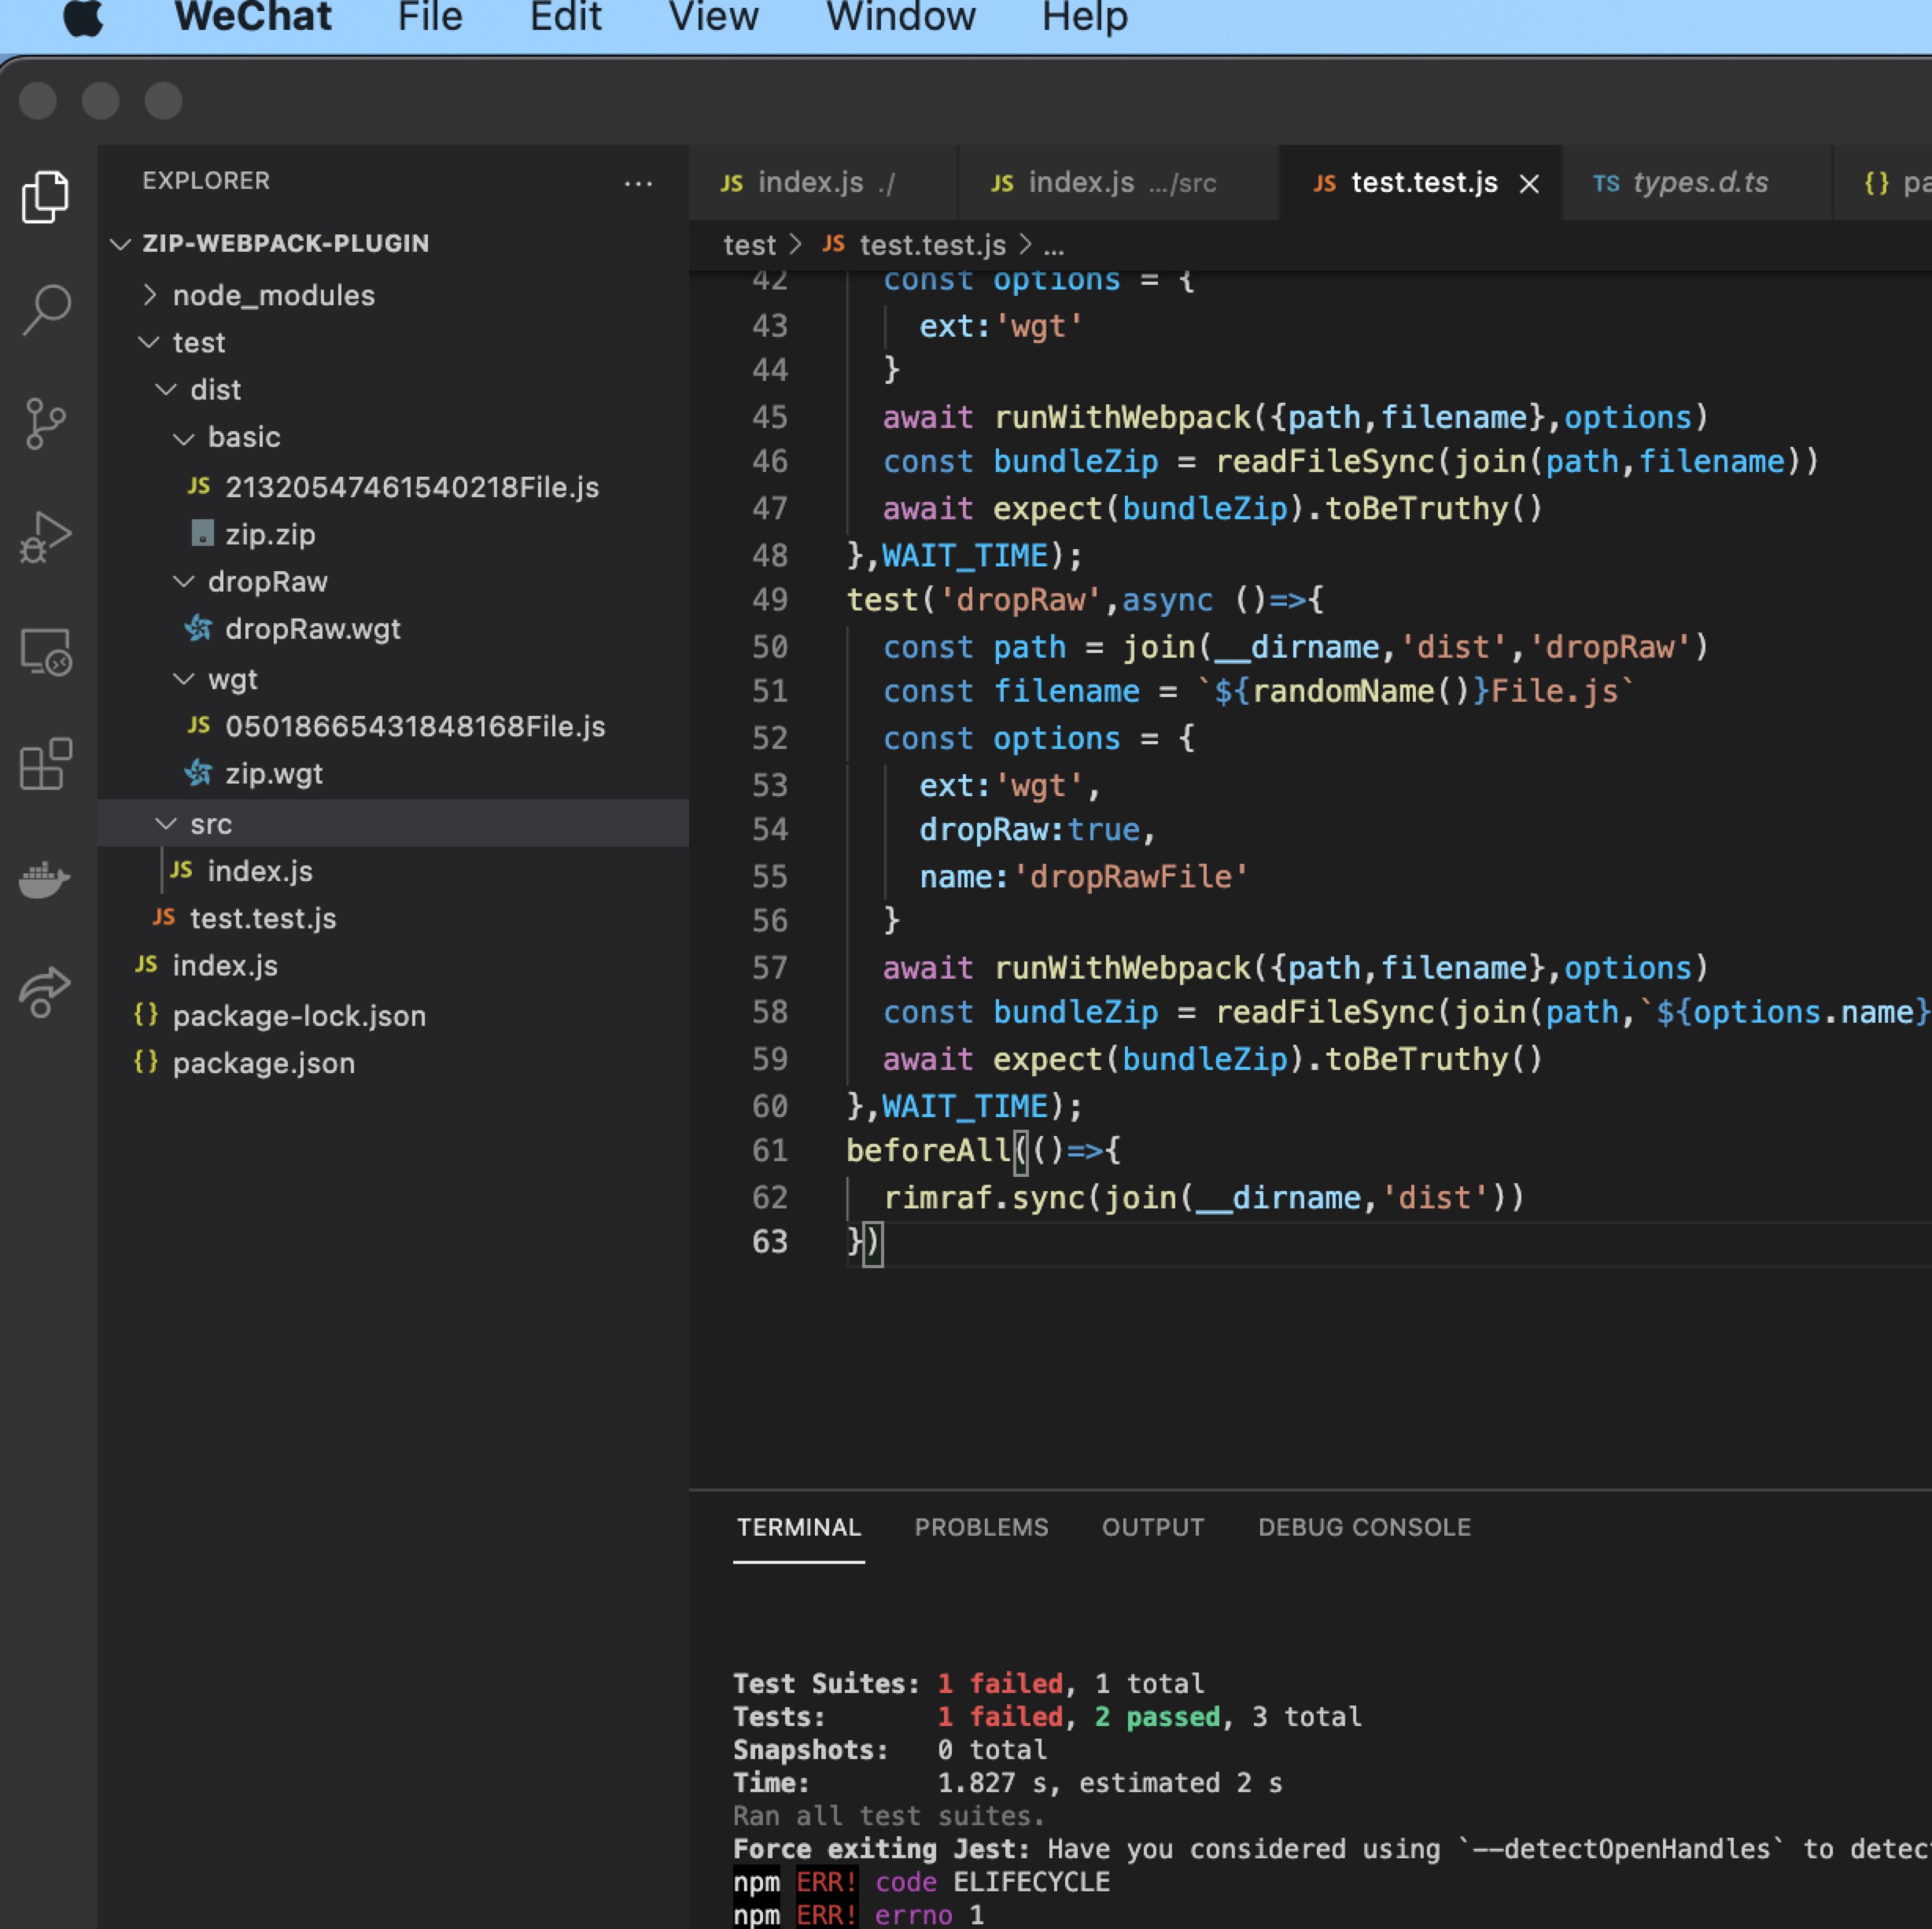 WeChat File Edit View Window Help
EXPLORER ...
ZIP-WEBPACK-PLUGIN
node_modules
test
dist
basic
JS 21320547461540218File.js
zip.zip
dropRaw
dropRaw.wgt
wgt
JS 05018665431848168File.js
zip.wgt
src
JS index.js
JS test.test.js
JS index.js
{} package-lock.json
{} package.json
JS index.js ./ JS index.js .../src JS test.test.js × TS types.d.ts {}
test > JS test.test.js > ...
42 const options = {
43 ext:'wgt'
44 }
45 await runWithWebpack({path,filename},options)
46 const bundleZip = readFileSync(join(path,filename))
47 await expect(bundleZip).toBeTruthy()
48 },WAIT_TIME);
49 test('dropRaw',async ()=>{
50 const path = join(__dirname,'dist','dropRaw')
51 const filename = `${randomName()}File.js`
52 const options = {
53 ext:'wgt',
54 dropRaw:true,
55 name:'dropRawFile'
56 }
57 await runWithWebpack({path,filename},options)
58 const bundleZip = readFileSync(join(path,`${options.name}
59 await expect(bundleZip).toBeTruthy()
60 },WAIT_TIME);
61 beforeAll(()=>{
62 rimraf.sync(join(__dirname,'dist'))
63 })
TERMINAL PROBLEMS OUTPUT DEBUG CONSOLE
Test Suites: 1 failed, 1 total
Tests: 1 failed, 2 passed, 3 total
Snapshots: 0 total
Time: 1.827 s, estimated 2 s
Ran all test suites.
Force exiting Jest: Have you considered using `--detectOpenHandles` to detec
npm ERR! code ELIFECYCLE
npm ERR! errno 1